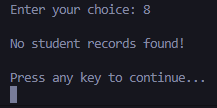 Enter your choice: 8
No student records found!
Press any key to continue...